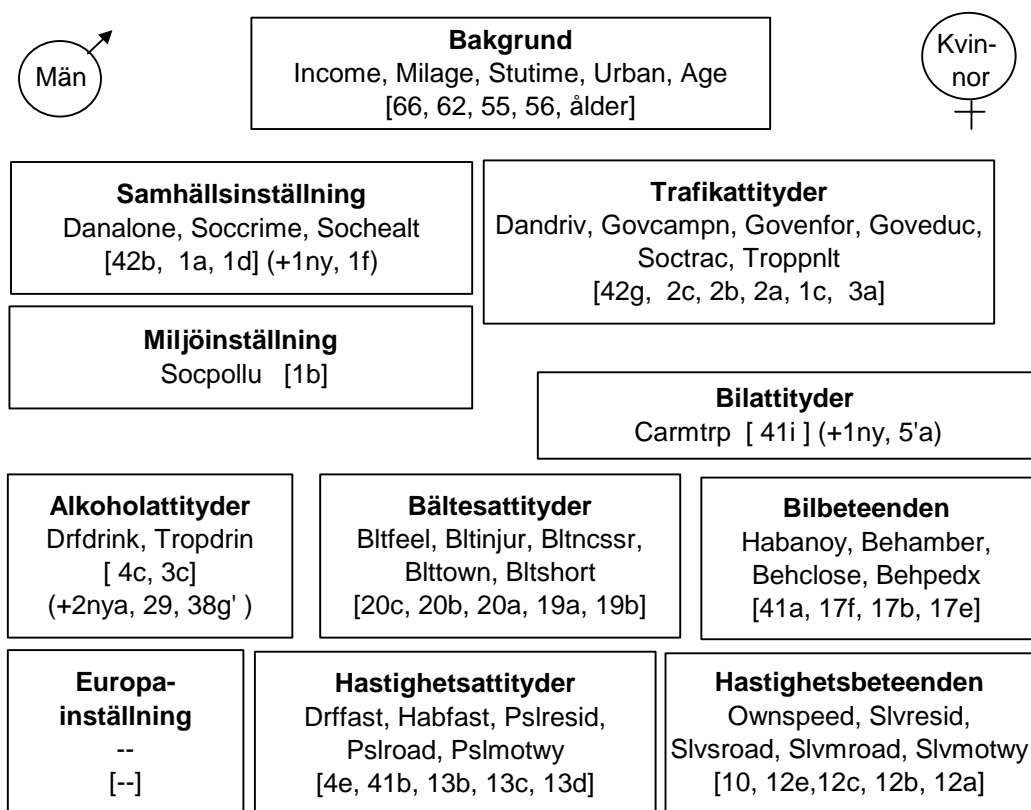 Män
Bakgrund
Income, Milage, Stutime, Urban, Age
[66, 62, 55, 56, ålder]
Kvin-
nor
Samhällsinställning
Danalone, Soccrime, Sochealt
[42b, 1a, 1d] (+1ny, 1f)
Trafikattityder
Dandriv, Govcampn, Govenfor, Goveduc,
Soctrac, Troppnlt
[42g, 2c, 2b, 2a, 1c, 3a]
Miljöinställning
Socpollu [1b]
Bilattityder
Carmtrp [ 41i ] (+1ny, 5'a)
Alkoholattityder
Drfdrink, Tropdrin
[ 4c, 3c]
(+2nya, 29, 38g' )
Bältesattityder
Bltfeel, Bltinjur, Bltncssr,
Blttown, Bltshort
[20c, 20b, 20a, 19a, 19b]
Bilbeteenden
Habanoy, Behamber,
Behclose, Behpedx
[41a, 17f, 17b, 17e]
Europa-
inställning
--
[--]
Hastighetsattityder
Drffast, Habfast, Pslresid,
Pslroad, Pslmotwy
[4e, 41b, 13b, 13c, 13d]
Hastighetsbeteenden
Ownspeed, Slvresid,
Slvsroad, Slvmroad, Slvmotwy
[10, 12e,12c, 12b, 12a]